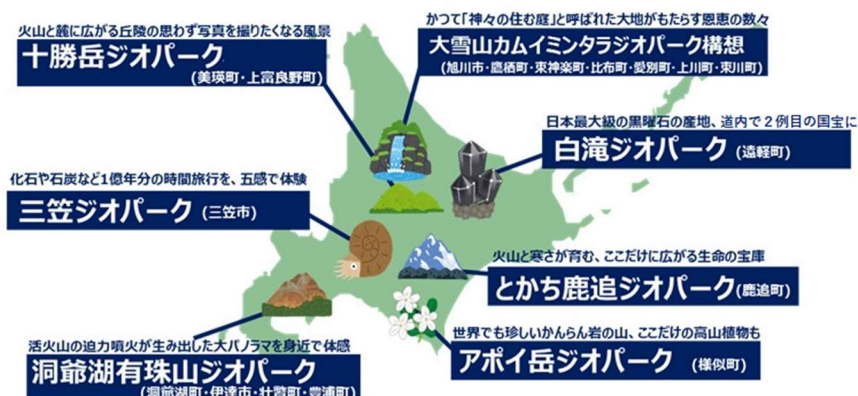 火山と麓に広がる丘陵の思わず写真を撮りたくなる風景
十勝岳ジオパーク
(美瑛町・上富良野町)
かつて「神々の住む庭」と呼ばれた大地がもたらす恩恵の数々
大雪山カムイミンタラジオパーク構想
(旭川市・鷹栖町・東神楽町・比布町・愛別町・上川町・東川町)
日本最大級の黒曜石の産地、道内で2例目の国宝に
白滝ジオパーク (遠軽町)
化石や石炭など1億年分の時間旅行を、五感で体験
三笠ジオパーク (三笠市)
火山と寒さが育む、ここだけに広がる生命の宝庫
とかち鹿追ジオパーク(鹿追町)
世界でも珍しいかんらん岩の山、ここだけの高山植物も
アポイ岳ジオパーク (様似町)
活火山の迫力噴火が生み出した大パノラマを身近で体感
洞爺湖有珠山ジオパーク
(洞爺湖町・伊達市・壮瞥町・豊浦町)